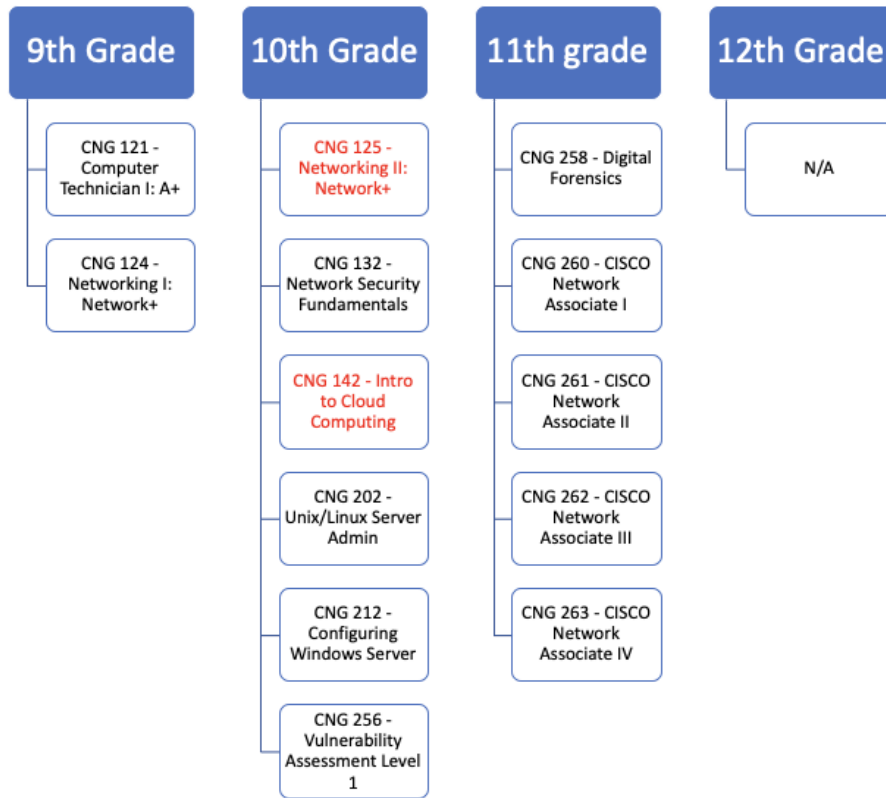 9th Grade
CNG 121 -
Computer
Technician I: A+
CNG 124 -
Networking I:
Network+
10th Grade
CNG 125 -
Networking II:
Network+
CNG 132 -
Network Security
Fundamentals
CNG 142 - Intro
to Cloud
Computing
CNG 202 -
Unix/Linux Server
Admin
CNG 212 -
Configuring
Windows Server
CNG 256 -
Vulnerability
Assessment Level
1
11th grade
CNG 258 - Digital
Forensics
CNG 260 - CISCO
Network
Associate I
CNG 261 - CISCO
Network
Associate II
CNG 262 - CISCO
Network
Associate III
CNG 263 - CISCO
Network
Associate IV
12th Grade
N/A